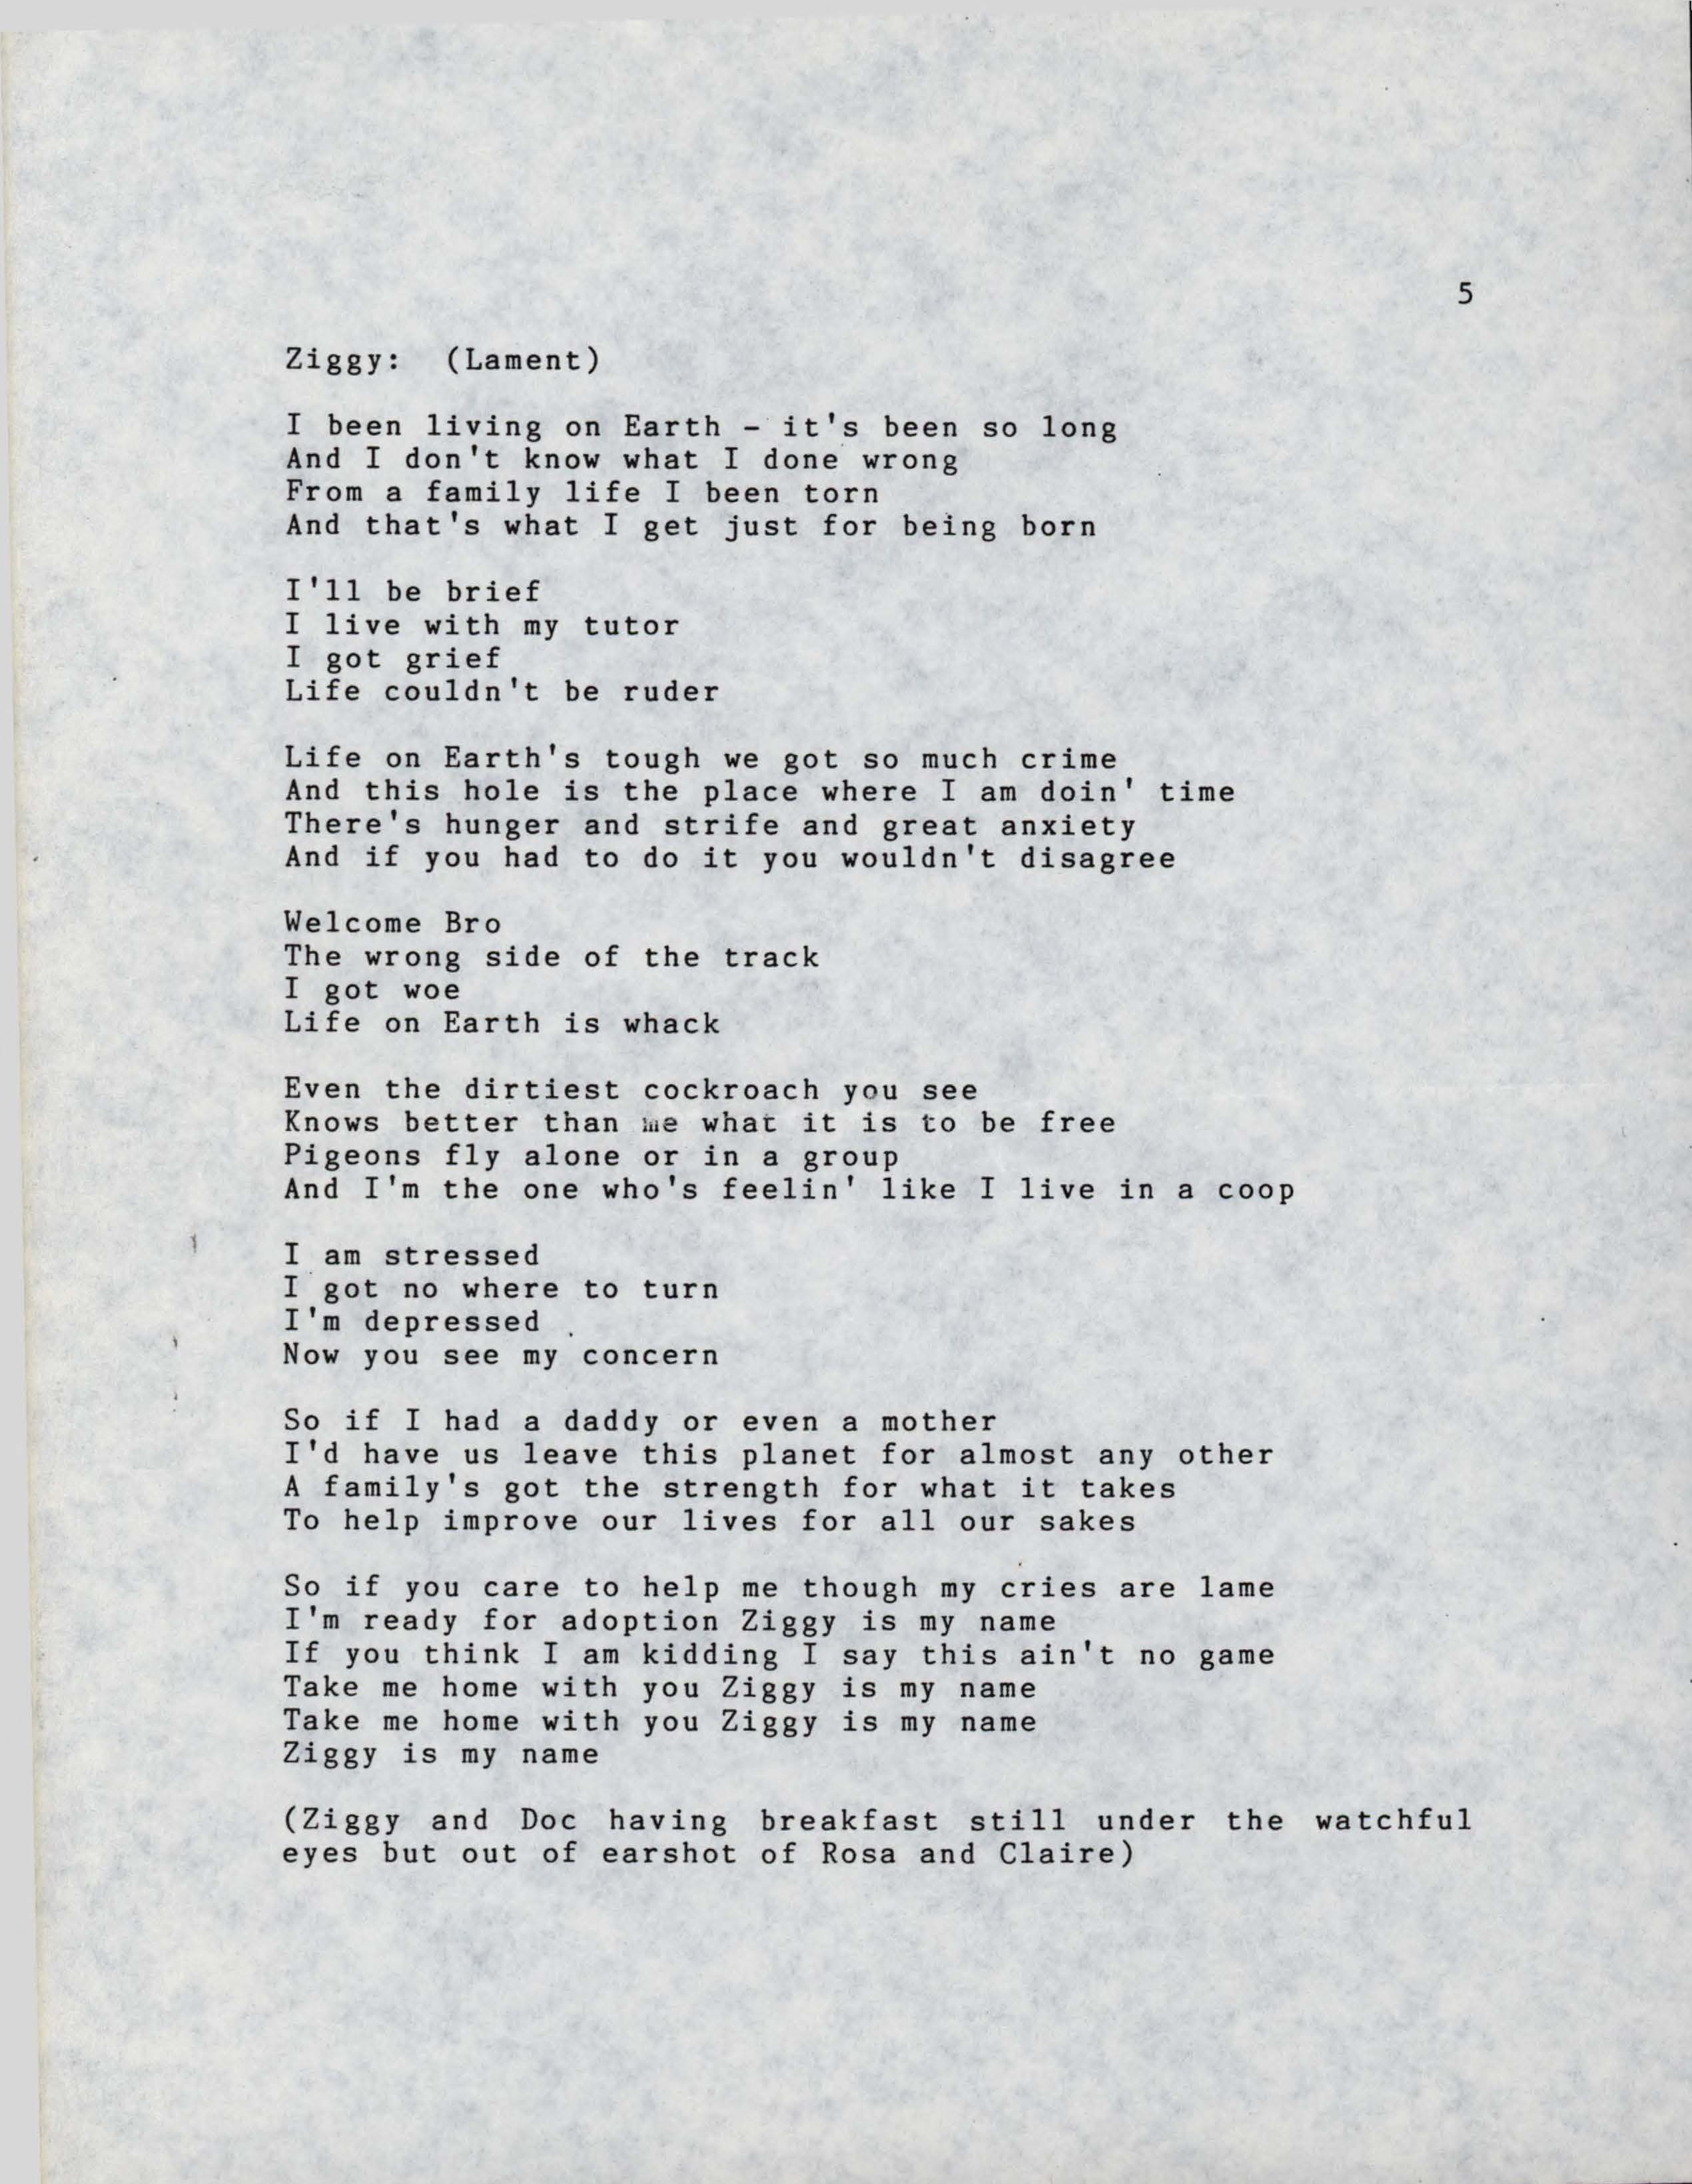 5
Ziggy: (Lament)
I been living on Earth - it's been so long
And I don't know what I done wrong
From a family life I been torn
And that's what I get just for being born
I'll be brief
I live with my tutor
I got grief
Life couldn't be ruder
Life on Earth's tough we got so much crime
And this hole is the place where I am doin' time
There's hunger and strife and great anxiety
And if you had to do it you wouldn't disagree
Welcome Bro
The wrong side of the track
I got woe
Life on Earth is whack
Even the dirtiest cockroach you see
Knows better than me what it is to be free
Pigeons fly alone or in a group
And I'm the one who's feelin' like I live in a coop
I am stressed
I got no where to turn
I'm depressed
Now you see my concern
So if I had a daddy or even a mother
I'd have us leave this planet for almost any other
A family's got the strength for what it takes
To help improve our lives for all our sakes
So if you care to help me though my cries are lame
I'm ready for adoption Ziggy is my name
If you think I am kidding I say this ain't no game
Take me home with you Ziggy is my name
Take me home with you Ziggy is my name
Ziggy is my name
(Ziggy and Doc having breakfast still under the watchful
eyes but out of earshot of Rosa and Claire)